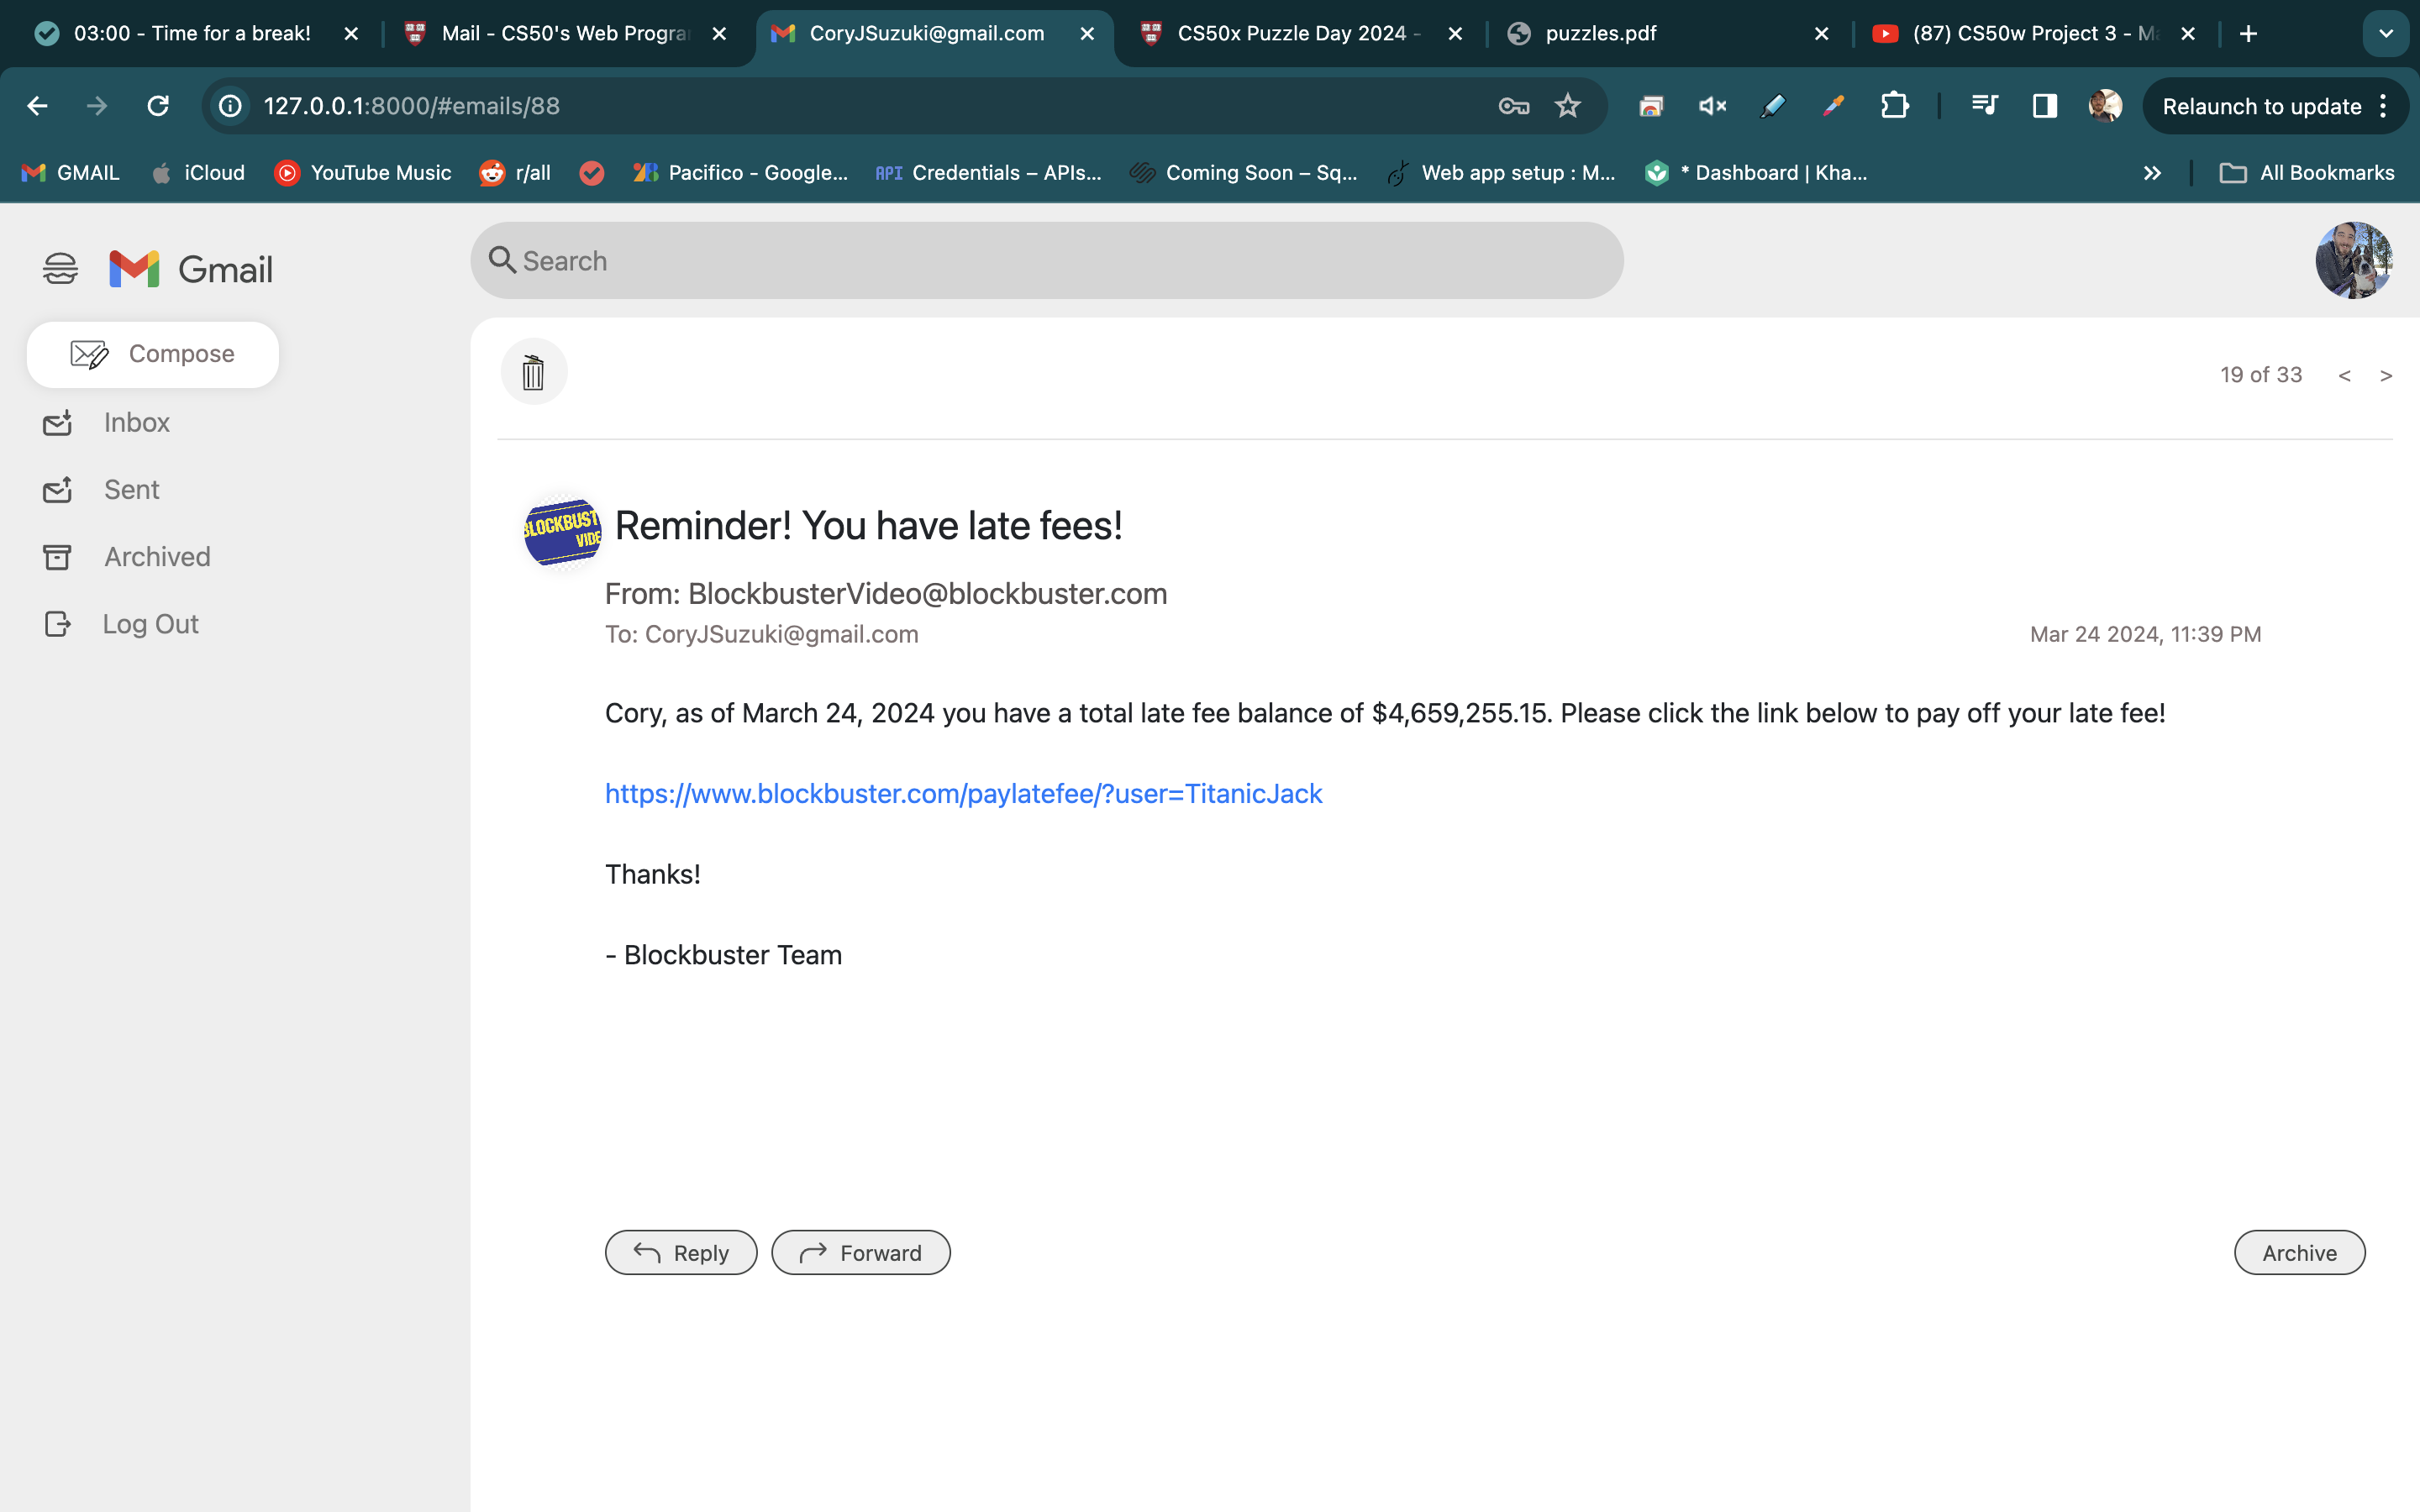 03:00 - Time for a break!
Mail - CS50's Web Progra
CoryJSuzuki@gmail.com
CS50x Puzzle Day 2024 -
puzzles.pdf
(87) CS50w Project 3 - Ma
127.0.0.1:8000/#emails/88
Relaunch to update
GMAIL
iCloud
YouTube Music
r/all
Pacifico - Google...
API Credentials – APIs...
Coming Soon – Sq...
Web app setup : M...
* Dashboard | Kha...
All Bookmarks
Gmail
Search
Compose
19 of 33 < >
Inbox
Sent
Archived
Log Out
BLOCKBUST
VIDE
Reminder! You have late fees!
From: BlockbusterVideo@blockbuster.com
To: CoryJSuzuki@gmail.com
Mar 24 2024, 11:39 PM
Cory, as of March 24, 2024 you have a total late fee balance of $4,659,255.15. Please click the link below to pay off your late fee!
https://www.blockbuster.com/paylatefee/?user=TitanicJack
Thanks!
- Blockbuster Team
Reply
Forward
Archive